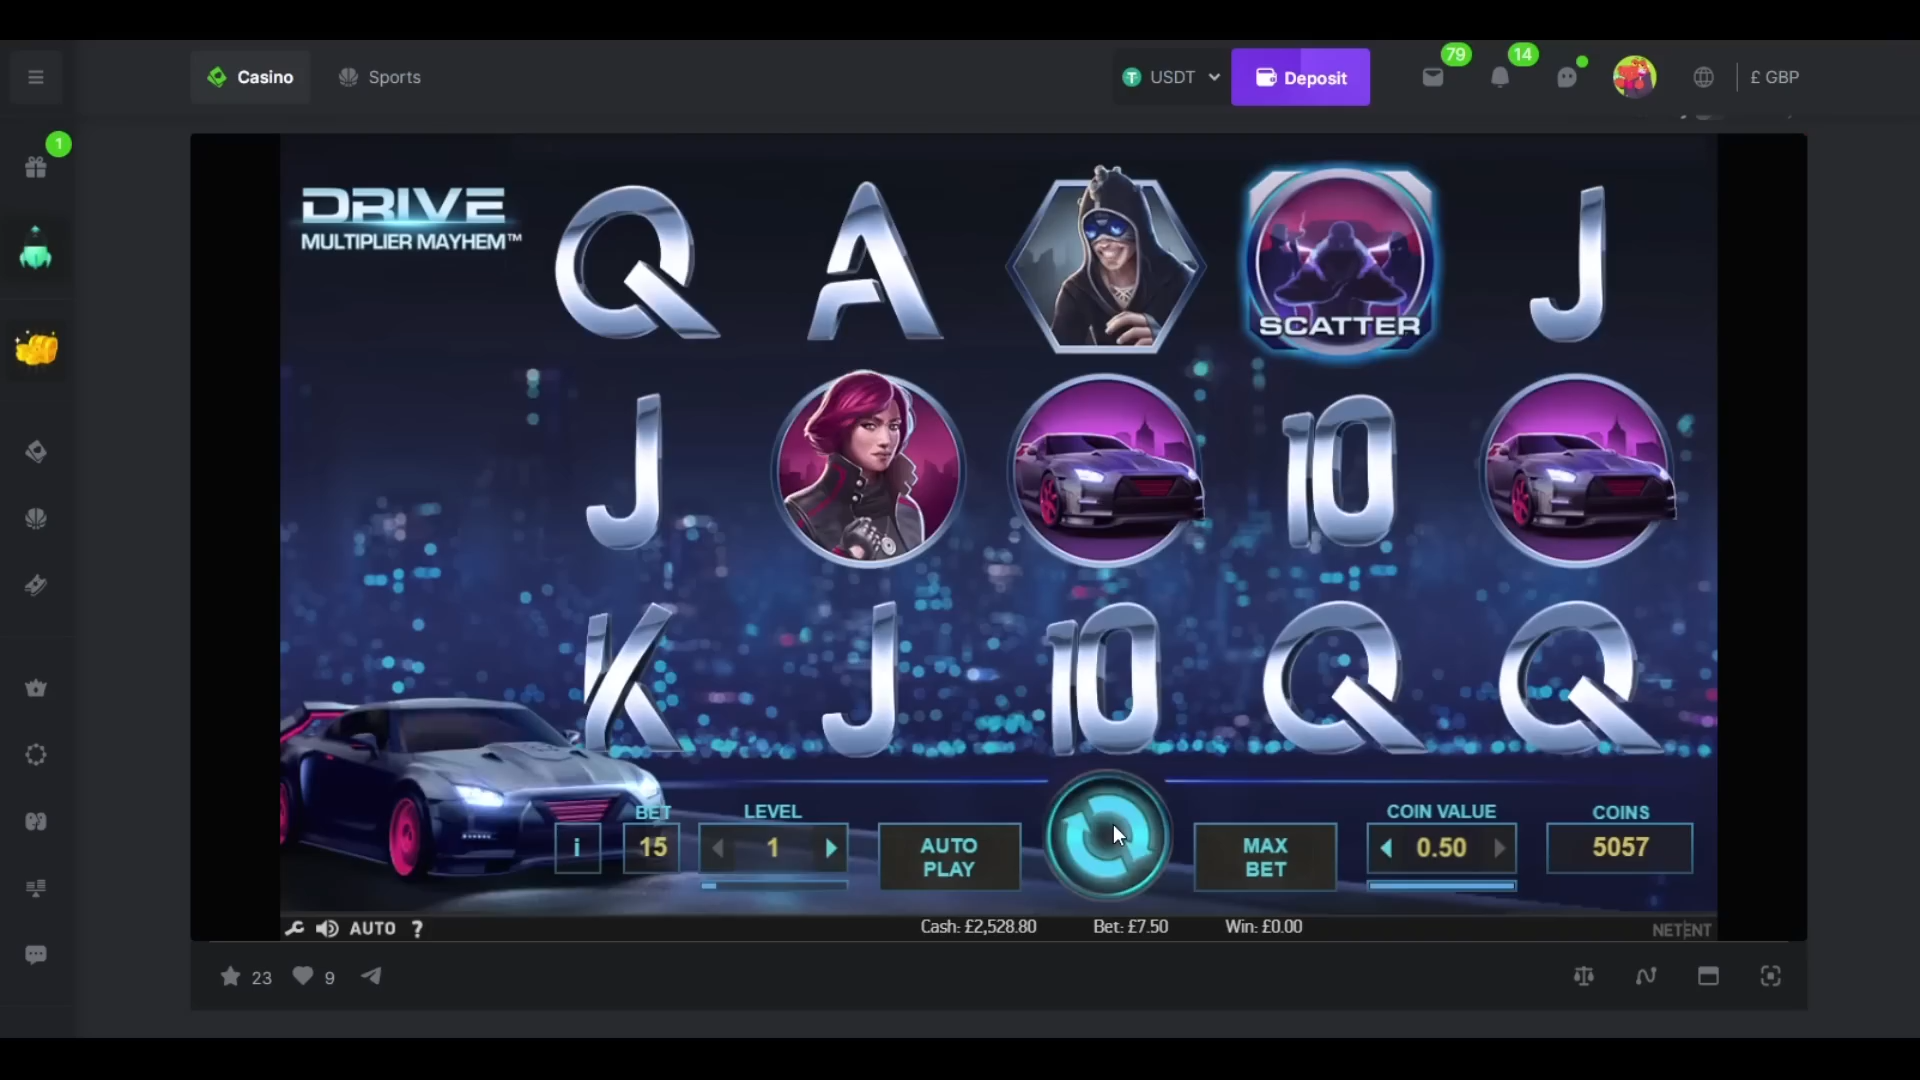 Casino
Sports
USDT
Deposit
79
14
£ GBP
1
DRIVE
MULTIPLIER MAYHEM™
Q
A
SCATTER
J
J
10
K
J
10
Q
Q
BET
LEVEL
COIN VALUE
COINS
i
15
1
AUTO
PLAY
MAX
BET
0.50
5057
AUTO
?
Cash: £2,528.80
Bet: £7.50
Win: £0.00
NETENT
23
9